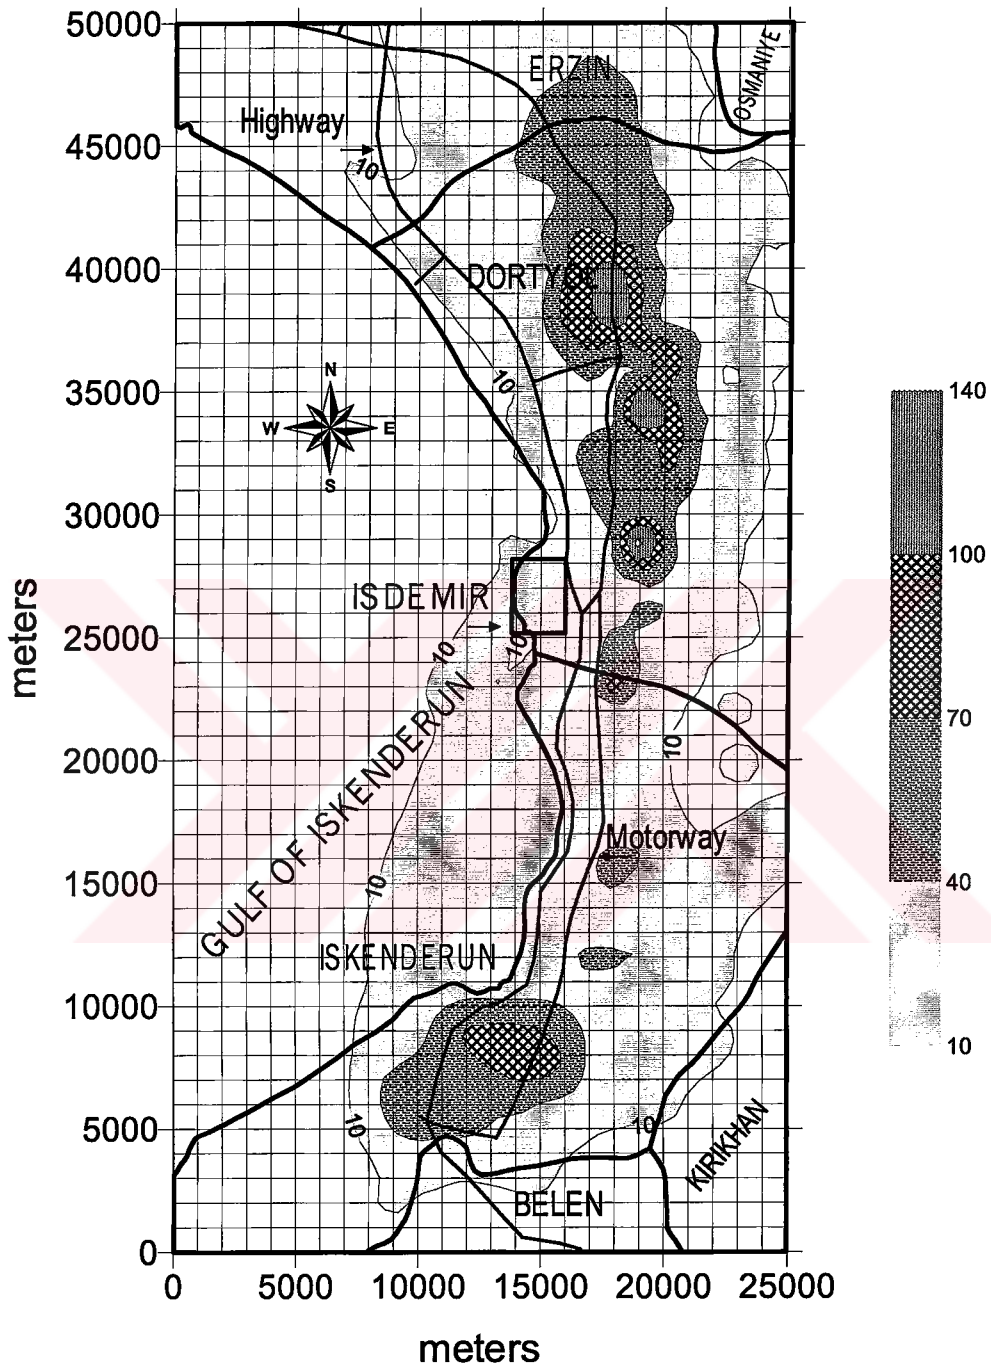 50000
ERZIN
OSMANIYE
Highway
45000
10
40000
DORTYOL
N
10
35000
W E
140
S
30000
100
ISDEMIR
25000
10
10
meters
70
10
20000
GULF OF ISKENDERUN
Motorway
15000
10
40
ISKENDERUN
10000
10
5000
10
10
KIRIKHAN
BELEN
0
0 5000 10000 15000 20000 25000
meters